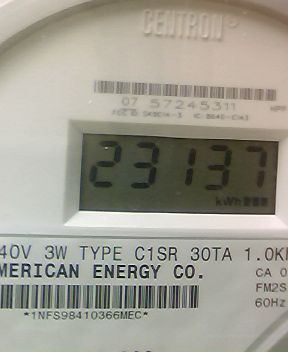 CENTRON
07 57245311
23137
kWh
40V 3W TYPE C1SR 30TA 1.0K
MERICAN ENERGY CO.
CA 0
FM2S
60Hz
*1NFS98410366MEC*